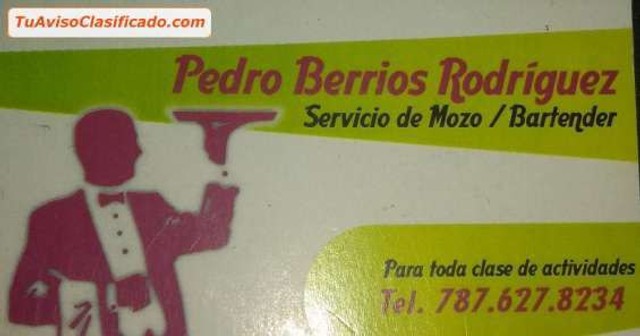 TuAvisoClasificado.com
Pedro Berrios Rodríguez
Servicio de Mozo / Bartender
Para toda clase de actividades
Tel. 787.627.8234